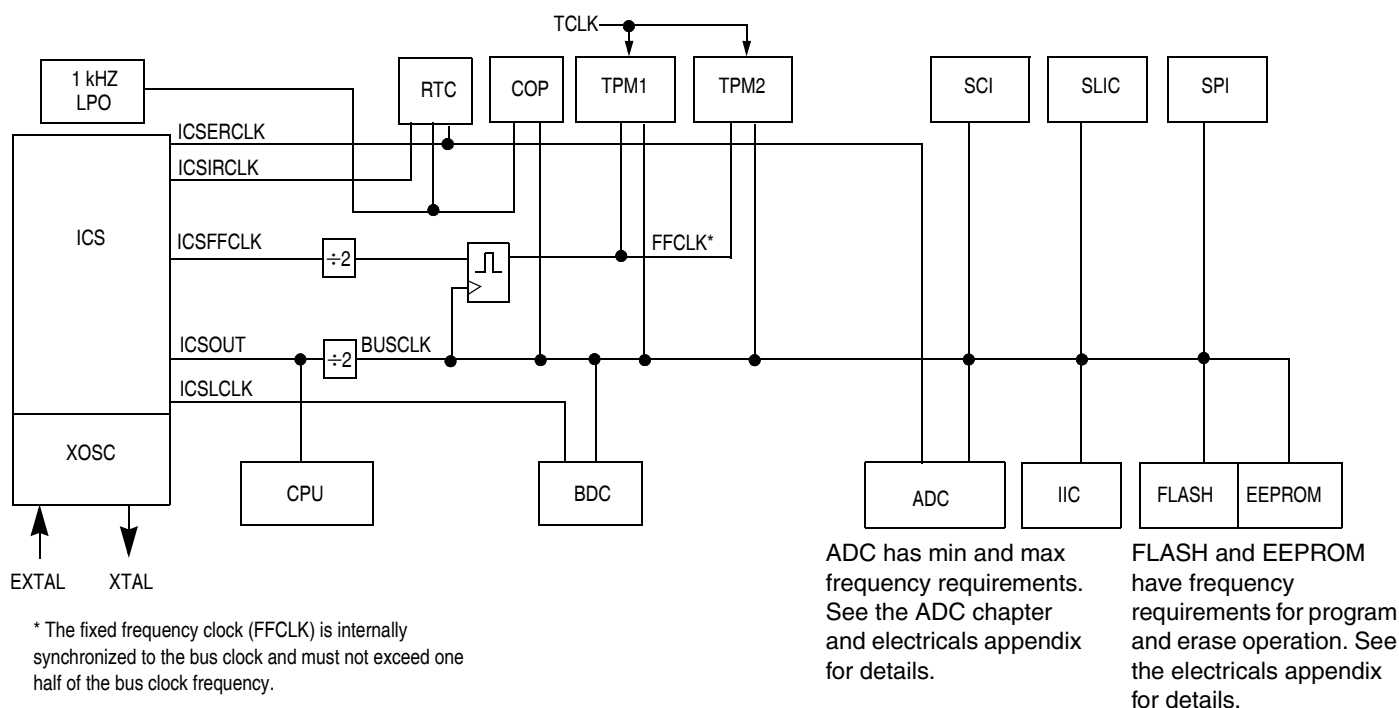 TCLK
1 kHZ
LPO
RTC
COP
TPM1
TPM2
SCI
SLIC
SPI
ICSERCLK
ICSIRCLK
ICS
ICSFFCLK
÷2
FFCLK*
ICSOUT
÷2
BUSCLK
ICSLCLK
XOSC
CPU
BDC
ADC
IIC
FLASH
EEPROM
EXTAL
XTAL
ADC has min and max
frequency requirements.
See the ADC chapter
and electricals appendix
for details.
FLASH and EEPROM
have frequency
requirements for program
and erase operation. See
the electricals appendix
for details.
* The fixed frequency clock (FFCLK) is internally
synchronized to the bus clock and must not exceed one
half of the bus clock frequency.